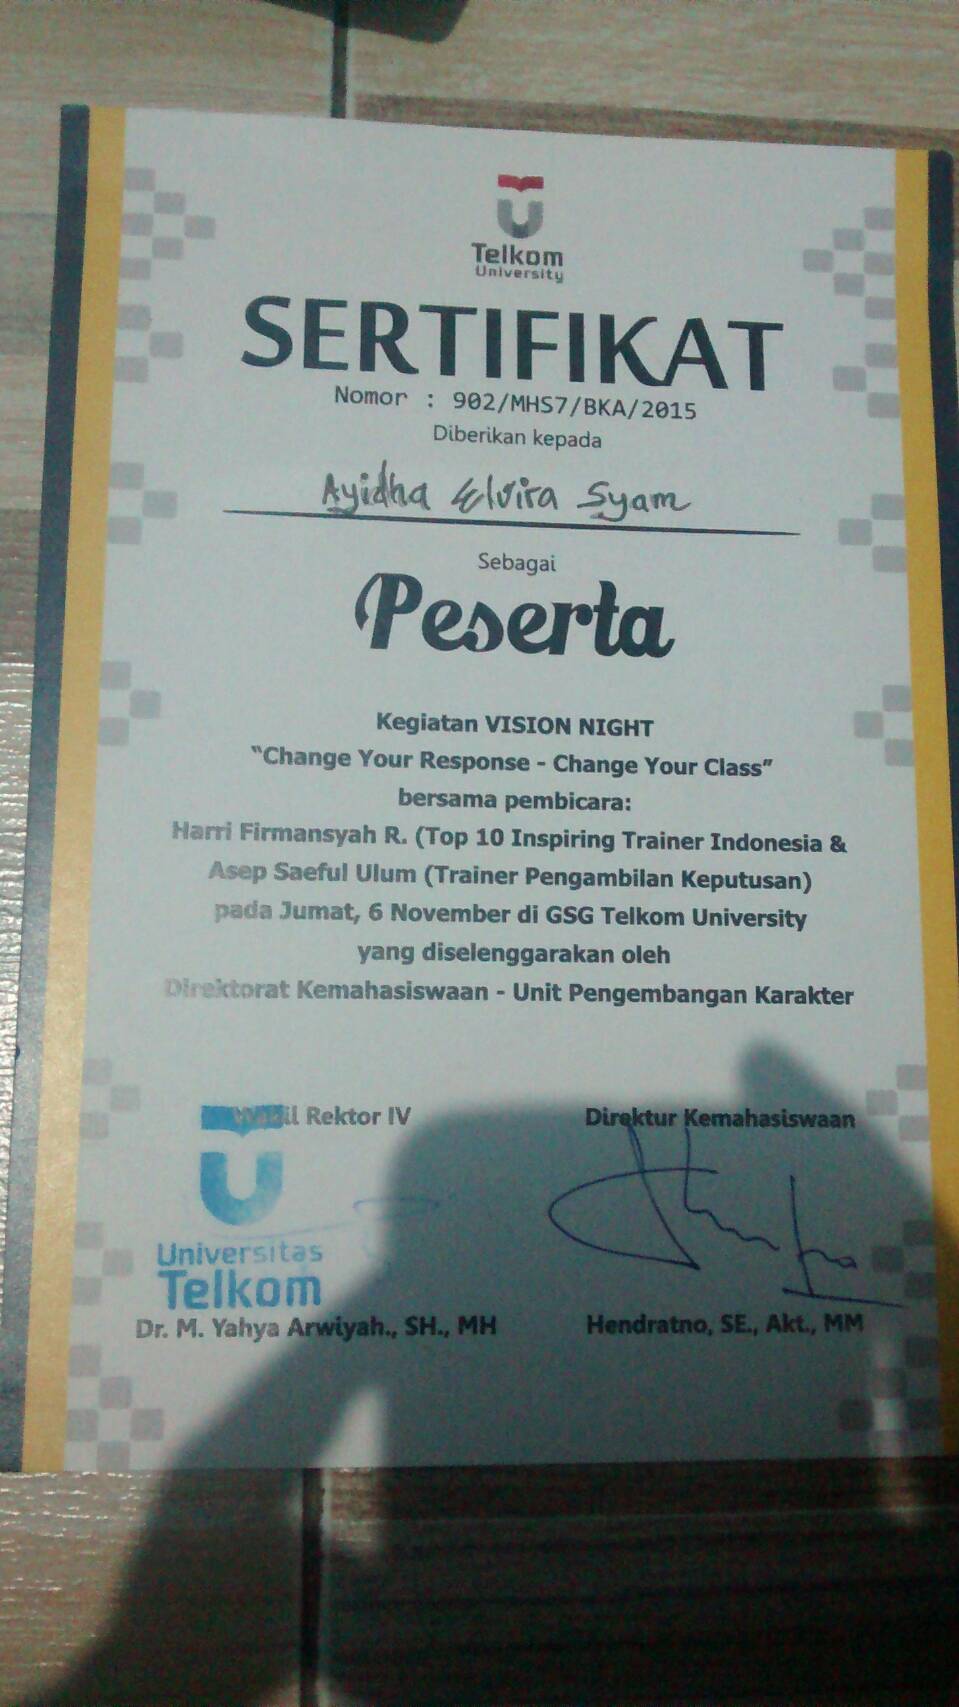 Telkom
University
SERTIFIKAT
Nomor : 902/MHS7/BKA/2015
Diberikan kepada
Ayidha Elvira Syam
Sebagai
Peserta
Kegiatan VISION NIGHT
"Change Your Response - Change Your Class"
bersama pembicara:
Harri Firmansyah R. (Top 10 Inspiring Trainer Indonesia &
Asep Saeful Ulum (Trainer Pengambilan Keputusan)
pada Jumat, 6 November di GSG Telkom University
yang diselenggarakan oleh
Direktorat Kemahasiswaan - Unit Pengembangan Karakter
Wakil Rektor IV
Direktur Kemahasiswaan
Universitas
Telkom
Dr. M. Yahya Arwiyah., SH., MH
Hendratno, SE., Akt., MM